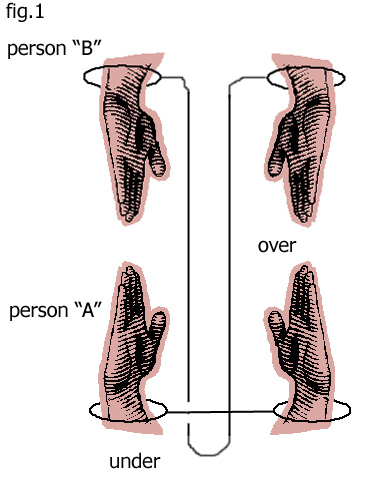 fig.1
person “B”
over
person “A”
under